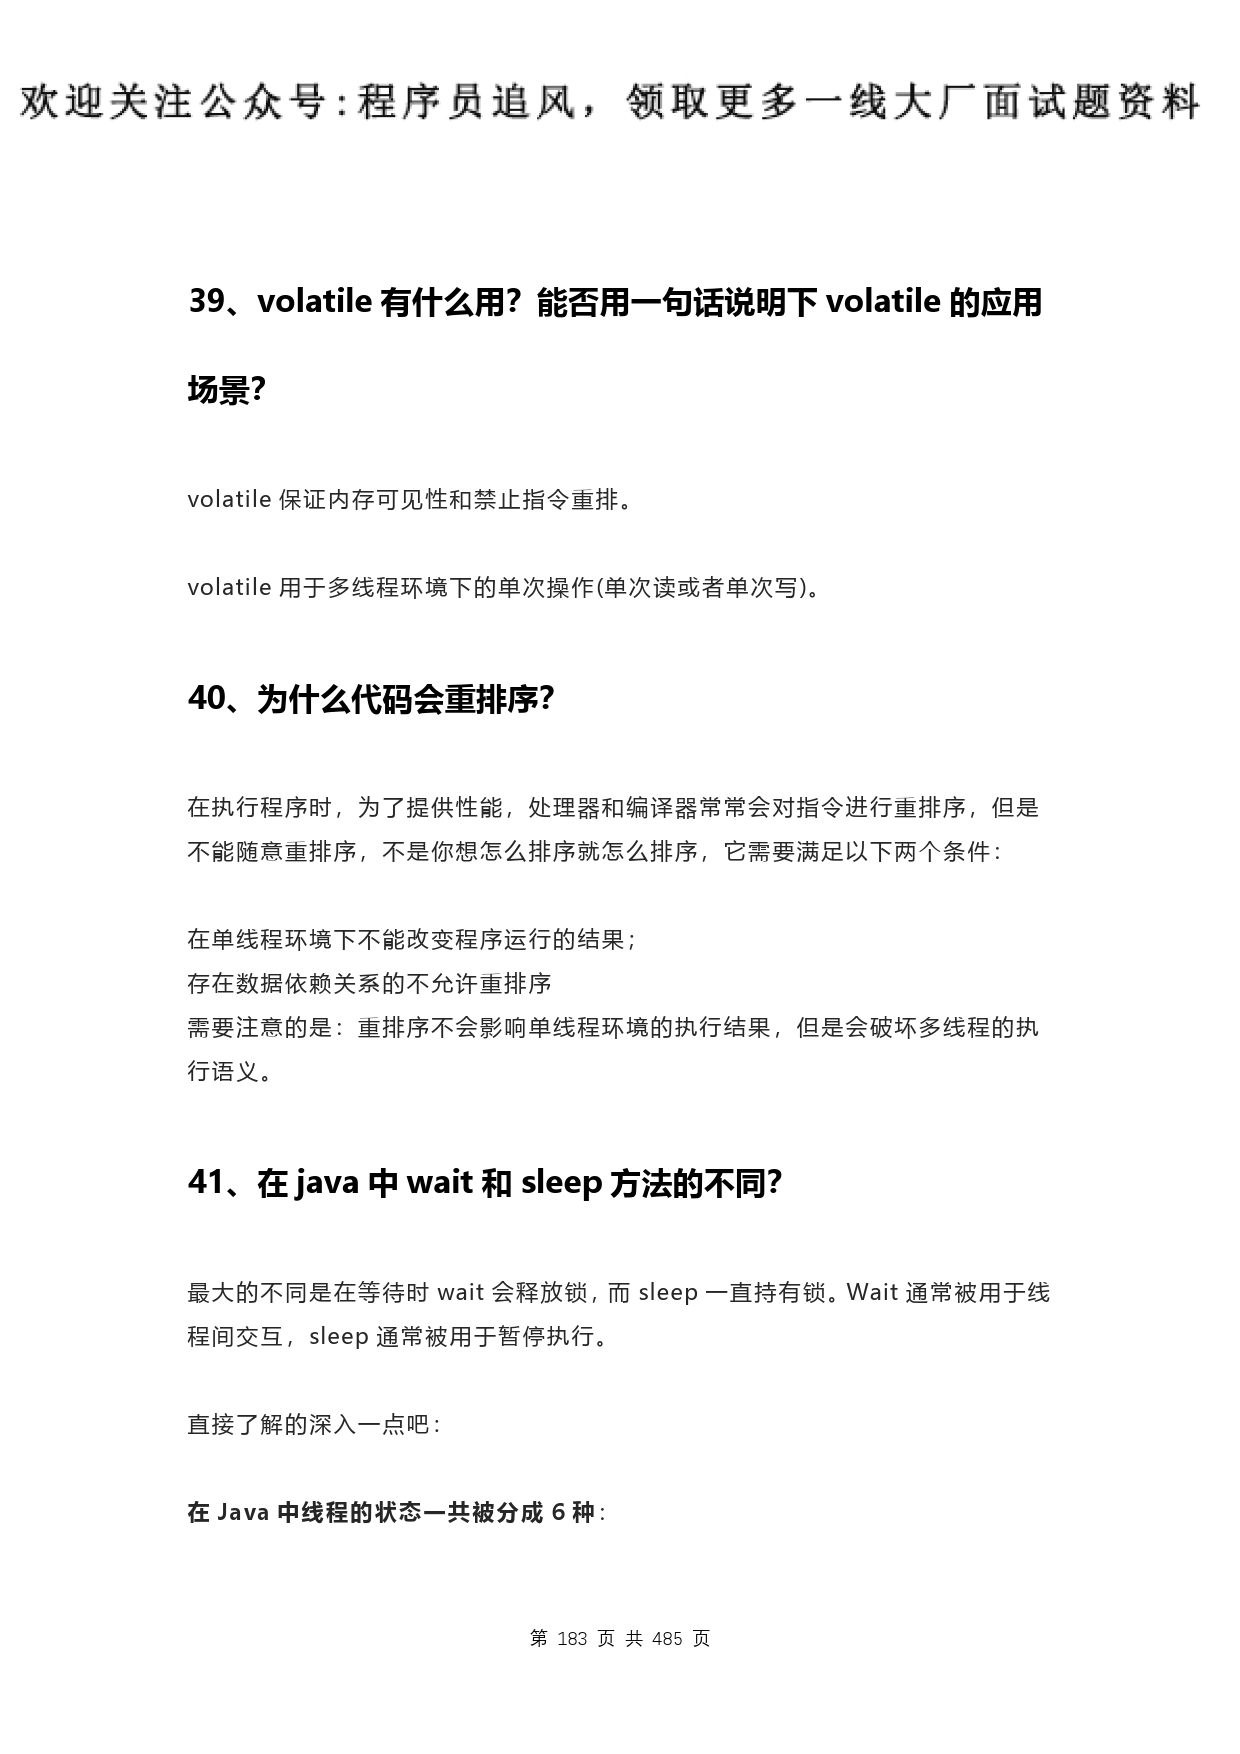 欢迎关注公众号:程序员追风，领取更多一线大厂面试题资料
39、volatile 有什么用？能否用一句话说明下 volatile 的应用
场景？
volatile 保证内存可见性和禁止指令重排。
volatile 用于多线程环境下的单次操作(单次读或者单次写)。
40、为什么代码会重排序？
在执行程序时，为了提供性能，处理器和编译器常常会对指令进行重排序，但是
不能随意重排序，不是你想怎么排序就怎么排序，它需要满足以下两个条件：
在单线程环境下不能改变程序运行的结果；
存在数据依赖关系的不允许重排序
需要注意的是：重排序不会影响单线程环境的执行结果，但是会破坏多线程的执
行语义。
41、在 java 中 wait 和 sleep 方法的不同？
最大的不同是在等待时 wait 会释放锁，而 sleep 一直持有锁。Wait 通常被用于线
程间交互，sleep 通常被用于暂停执行。
直接了解的深入一点吧：
在 Java 中线程的状态一共被分成 6 种：
第 183 页 共 485 页